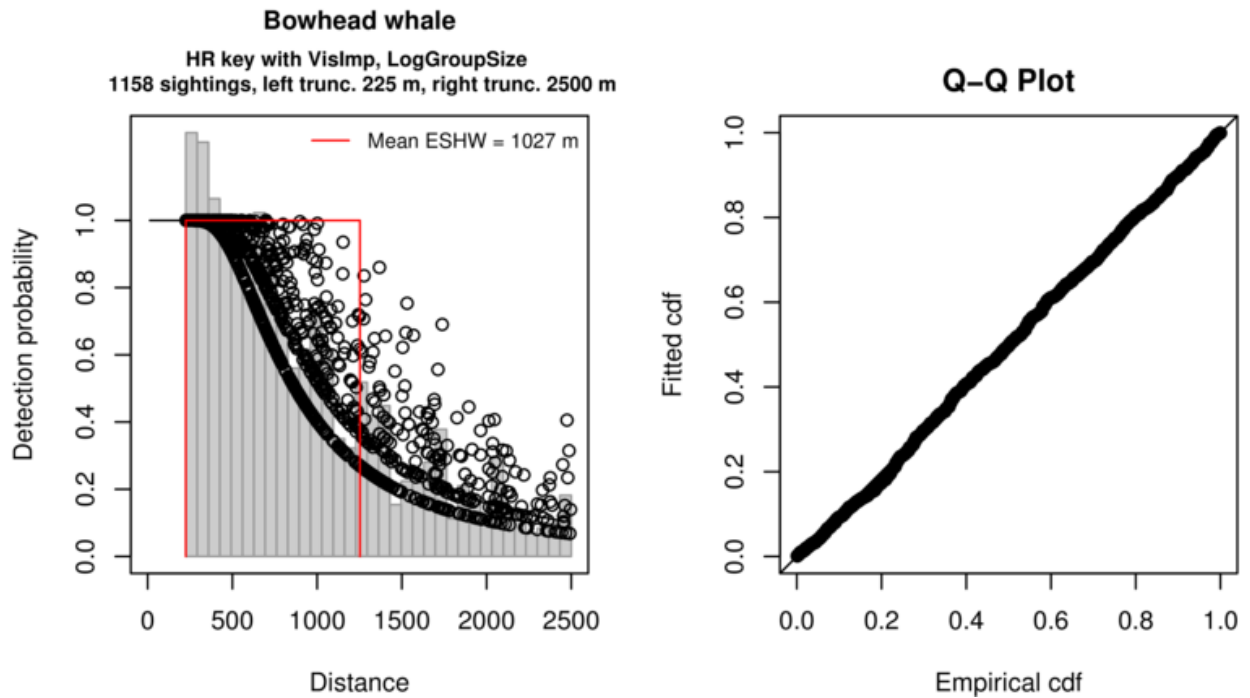 Bowhead whale
HR key with VisImp, LogGroupSize
1158 sightings, left trunc. 225 m, right trunc. 2500 m
Mean ESHW = 1027 m
Detection probability
0.0 0.2 0.4 0.6 0.8 1.0
0 500 1000 1500 2000 2500
Distance
Q−Q Plot
Fitted cdf
0.0 0.2 0.4 0.6 0.8 1.0
0.0 0.2 0.4 0.6 0.8 1.0
Empirical cdf